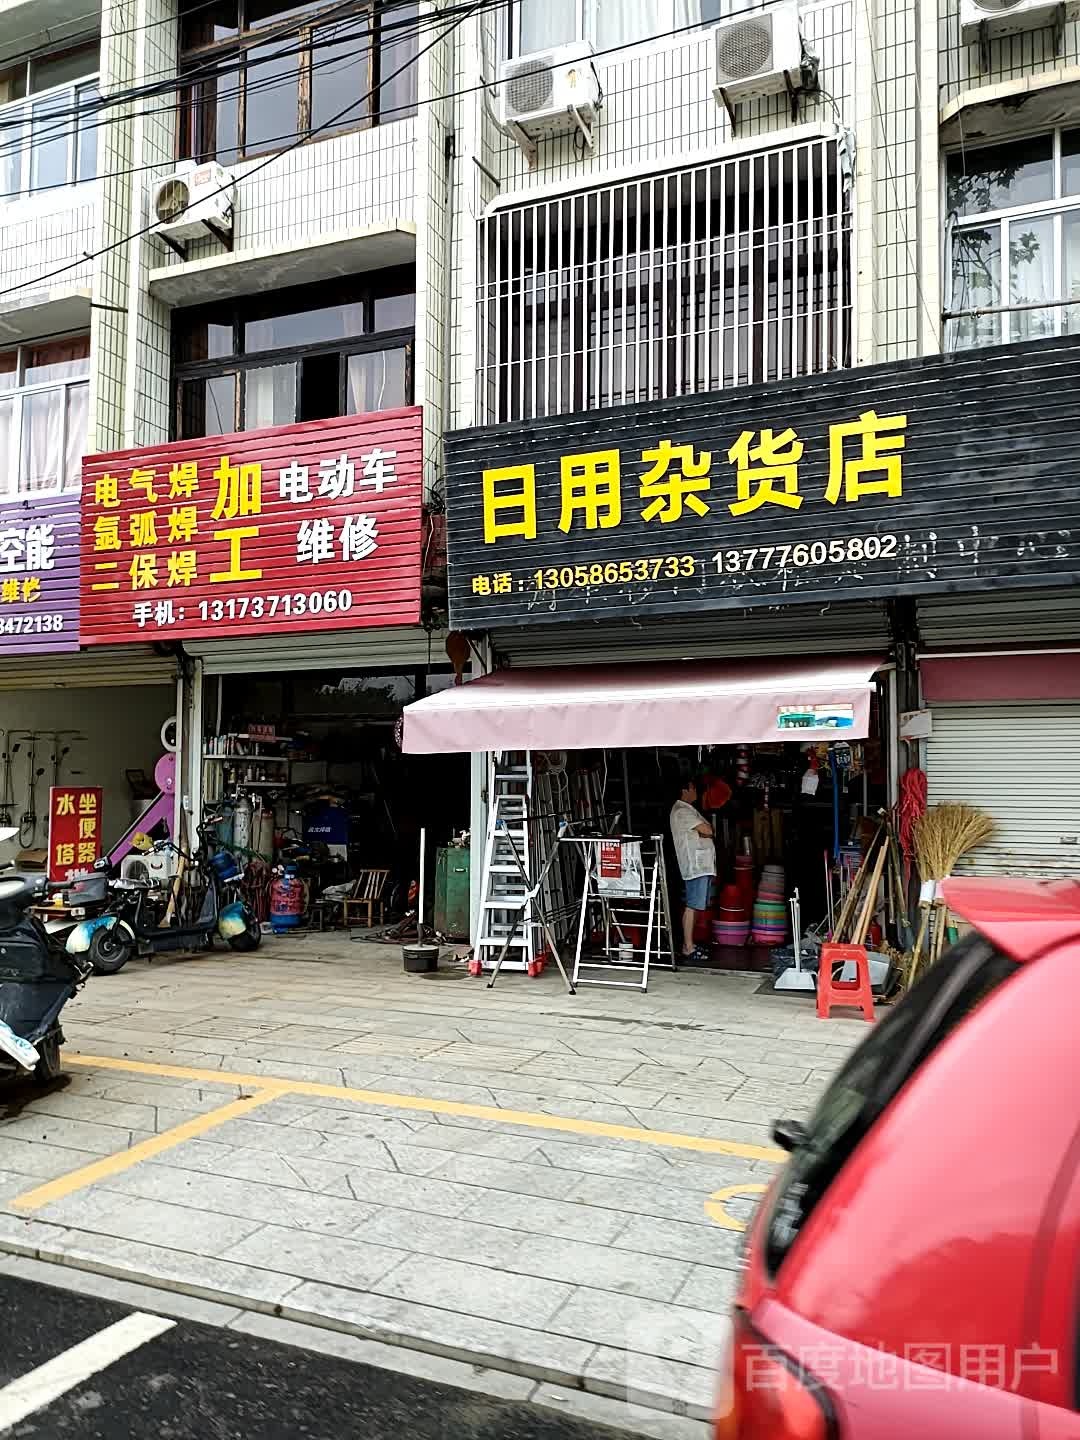 空能
维修
8472138
电气焊
氩弧焊
二保焊
加工
电动车
维修
手机：13173713060
日用杂货店
电话：13058653733 13777605802
水塔
坐便器
百度地图用户